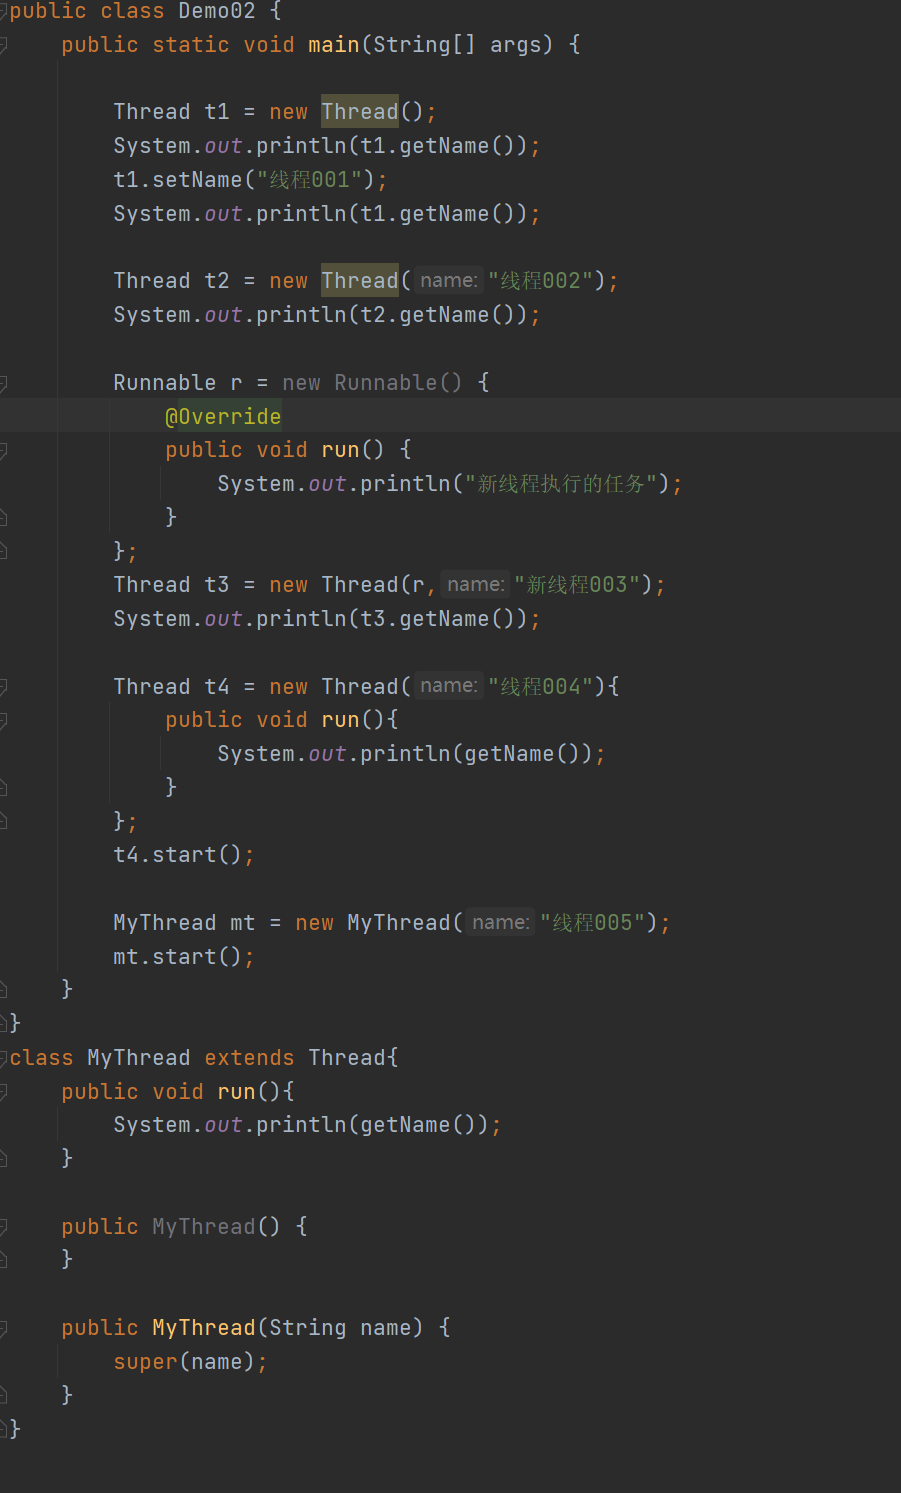 public class Demo02 {
    public static void main(String[] args) {

        Thread t1 = new Thread();
        System.out.println(t1.getName());
        t1.setName("线程001");
        System.out.println(t1.getName());

        Thread t2 = new Thread( name: "线程002");
        System.out.println(t2.getName());

        Runnable r = new Runnable() {
            @Override
            public void run() {
                System.out.println("新线程执行的任务");
            }
        };
        Thread t3 = new Thread(r, name: "新线程003");
        System.out.println(t3.getName());

        Thread t4 = new Thread( name: "线程004"){
            public void run(){
                System.out.println(getName());
            }
        };
        t4.start();

        MyThread mt = new MyThread( name: "线程005");
        mt.start();
    }
}
class MyThread extends Thread{
    public void run(){
        System.out.println(getName());
    }

    public MyThread() {
    }

    public MyThread(String name) {
        super(name);
    }
}